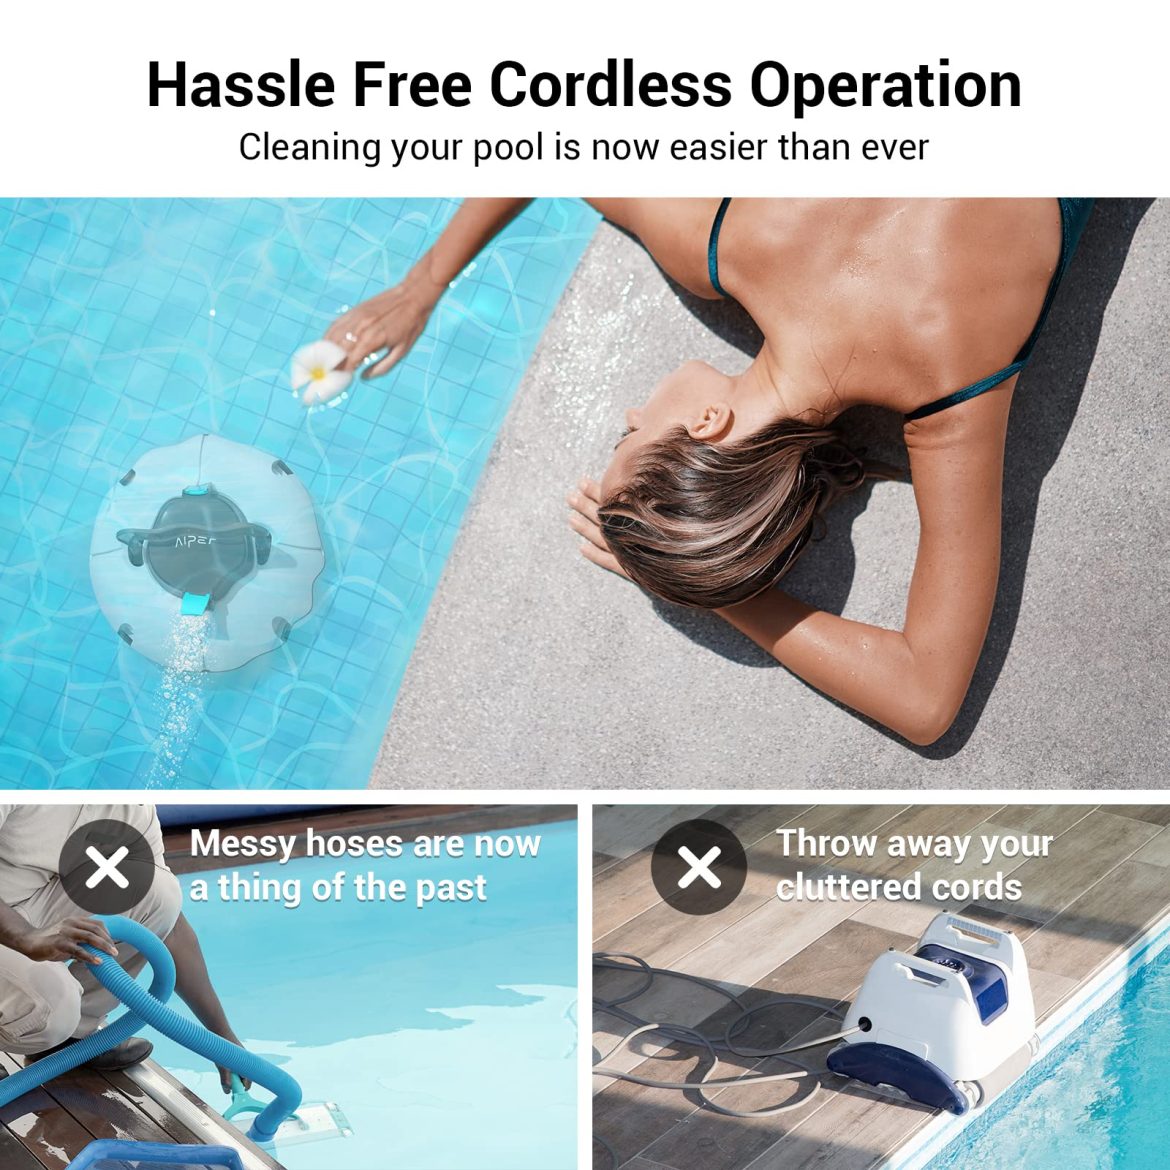 Hassle Free Cordless Operation
Cleaning your pool is now easier than ever
AIPER
Messy hoses are now
a thing of the past
Throw away your
cluttered cords